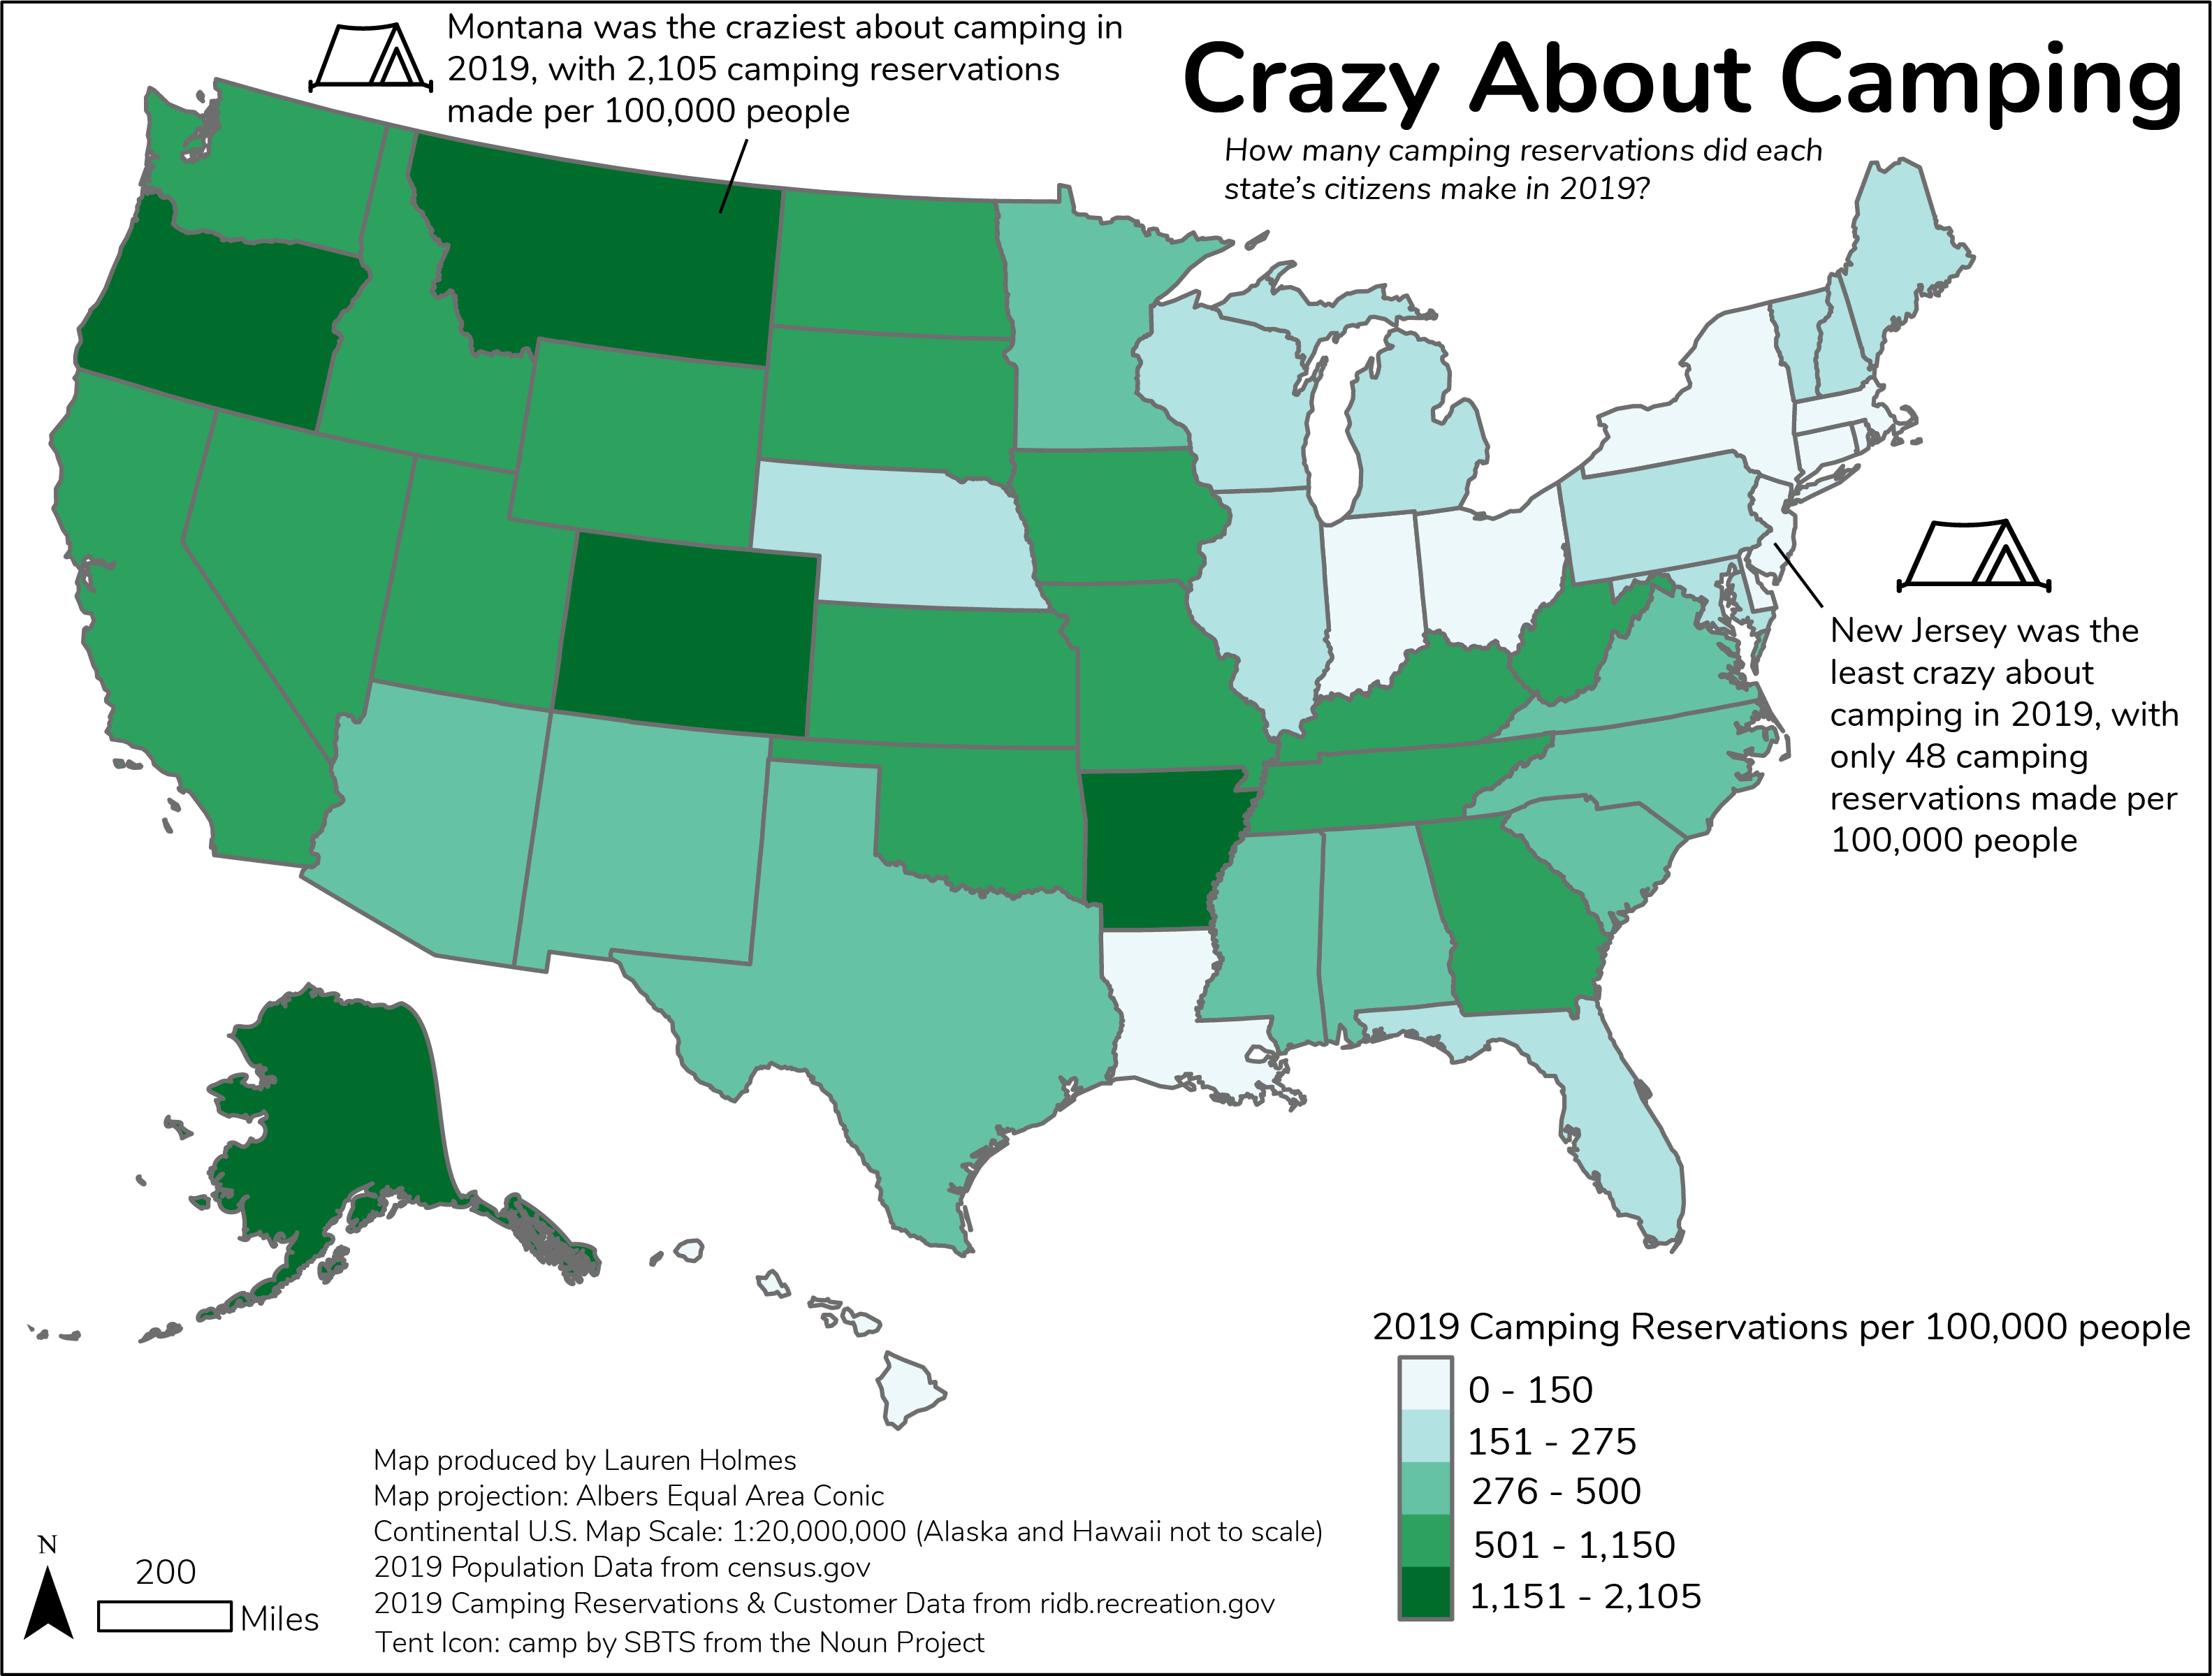 Montana was the craziest about camping in
2019, with 2,105 camping reservations
made per 100,000 people
Crazy About Camping
How many camping reservations did each
state's citizens make in 2019?
New Jersey was the
least crazy about
camping in 2019, with
only 48 camping
reservations made per
100,000 people
2019 Camping Reservations per 100,000 people
0 - 150
151 - 275
276 - 500
501 - 1,150
1,151 - 2,105
Map produced by Lauren Holmes
Map projection: Albers Equal Area Conic
Continental U.S. Map Scale: 1:20,000,000 (Alaska and Hawaii not to scale)
2019 Population Data from census.gov
2019 Camping Reservations & Customer Data from ridb.recreation.gov
Tent Icon: camp by SBTS from the Noun Project
N
200
Miles